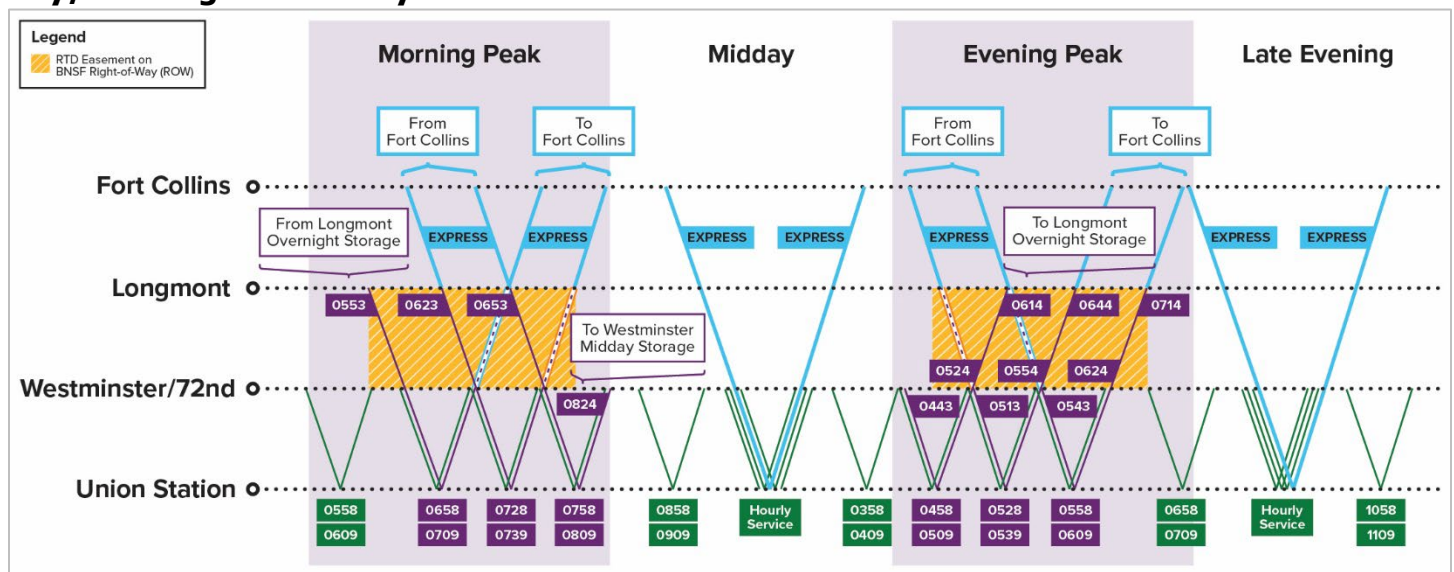 Legend
RTD Easement on
BNSF Right-of-Way (ROW)
Morning Peak
Midday
Evening Peak
Late Evening
From
Fort Collins
To
Fort Collins
From
Fort Collins
To
Fort Collins
Fort Collins
From Longmont
Overnight Storage
EXPRESS
EXPRESS
EXPRESS
EXPRESS
EXPRESS
To Longmont
Overnight Storage
EXPRESS
EXPRESS
Longmont
0553
0623
0653
0614
0644
0714
To Westminster
Midday Storage
0524
0554
0624
Westminster/72nd
0824
0443
0513
0543
Union Station
0558
0658
0728
0758
0858
Hourly
Service
0358
0458
0528
0558
0658
Hourly
Service
1058
0609
0709
0739
0809
0909
0409
0509
0539
0609
0709
1109